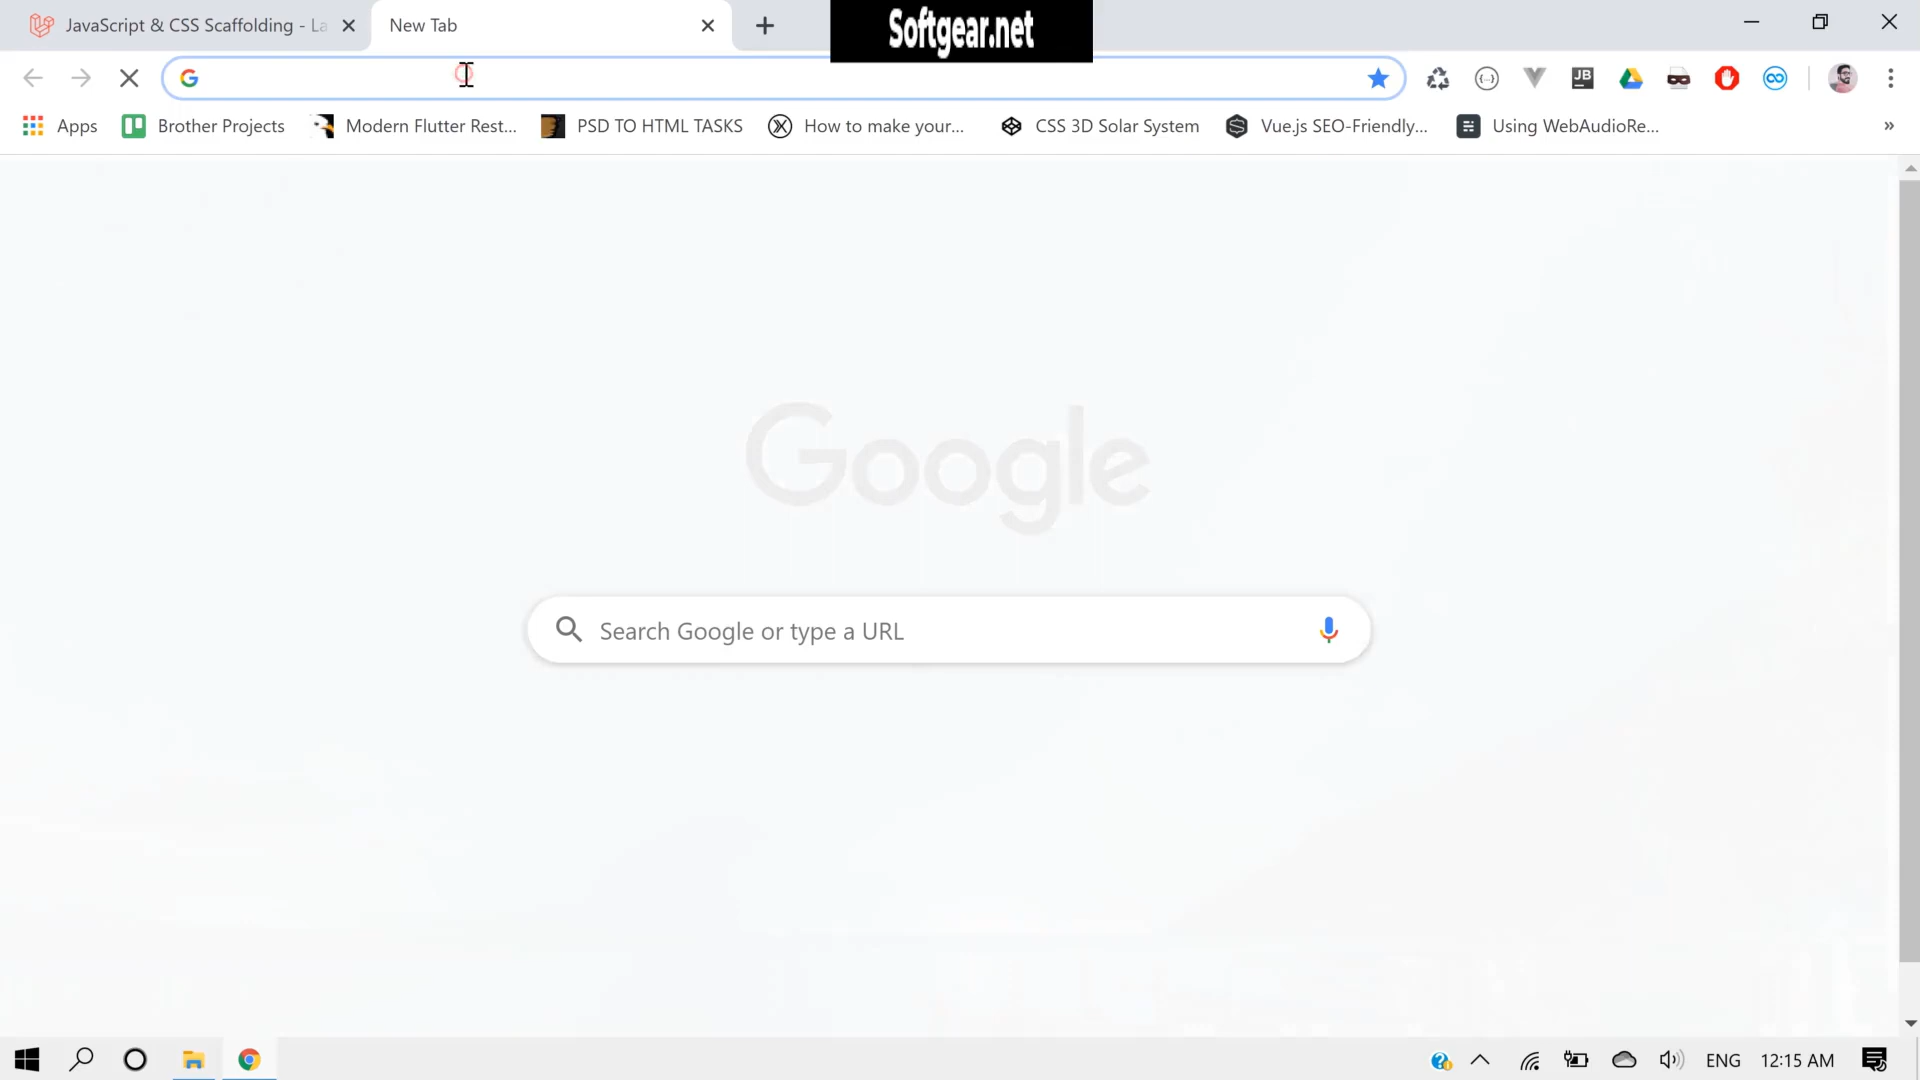 JavaScript & CSS Scaffolding - La
New Tab
Softgear.net
Apps
Brother Projects
Modern Flutter Rest...
PSD TO HTML TASKS
How to make your...
CSS 3D Solar System
Vue.js SEO-Friendly...
Using WebAudioRe...
Google
Search Google or type a URL
ENG
12:15 AM